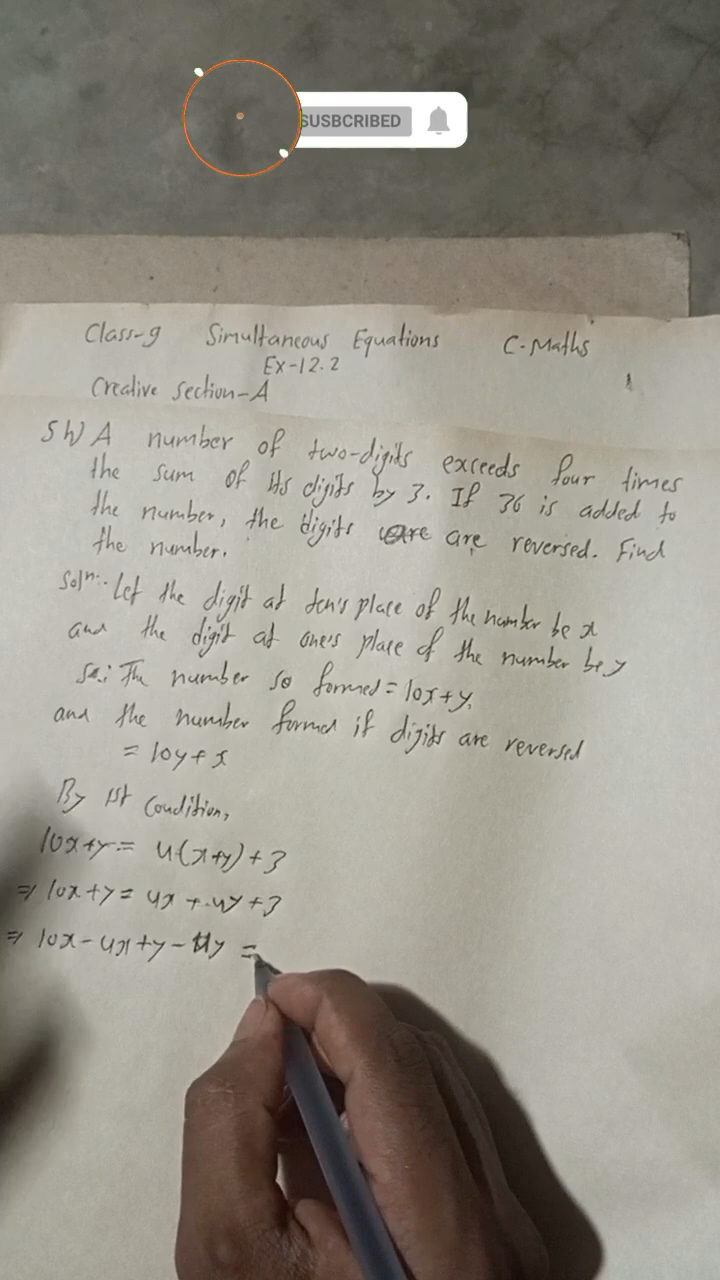 SUSBCRIBED
Class-9 Simultaneous Equations C-Maths
Ex-12.2
Creative Section-A
5 h) A number of two-digits exceeds four times
the sum of its digits by 3. If 36 is added to
the number, the digits are are reversed. Find
the number.
Solⁿ:- Let the digit at ten's place of the number be x
and the digit at one's place of the number be y
The number so formed = 10x+y,
and the number formed if digits are reversed
= 10y+x
By 1st Condition,
10x+y = 4(x+y)+3
⇒ 10x+y = 4x+4y+3
⇒ 10x-4x+y-4y =